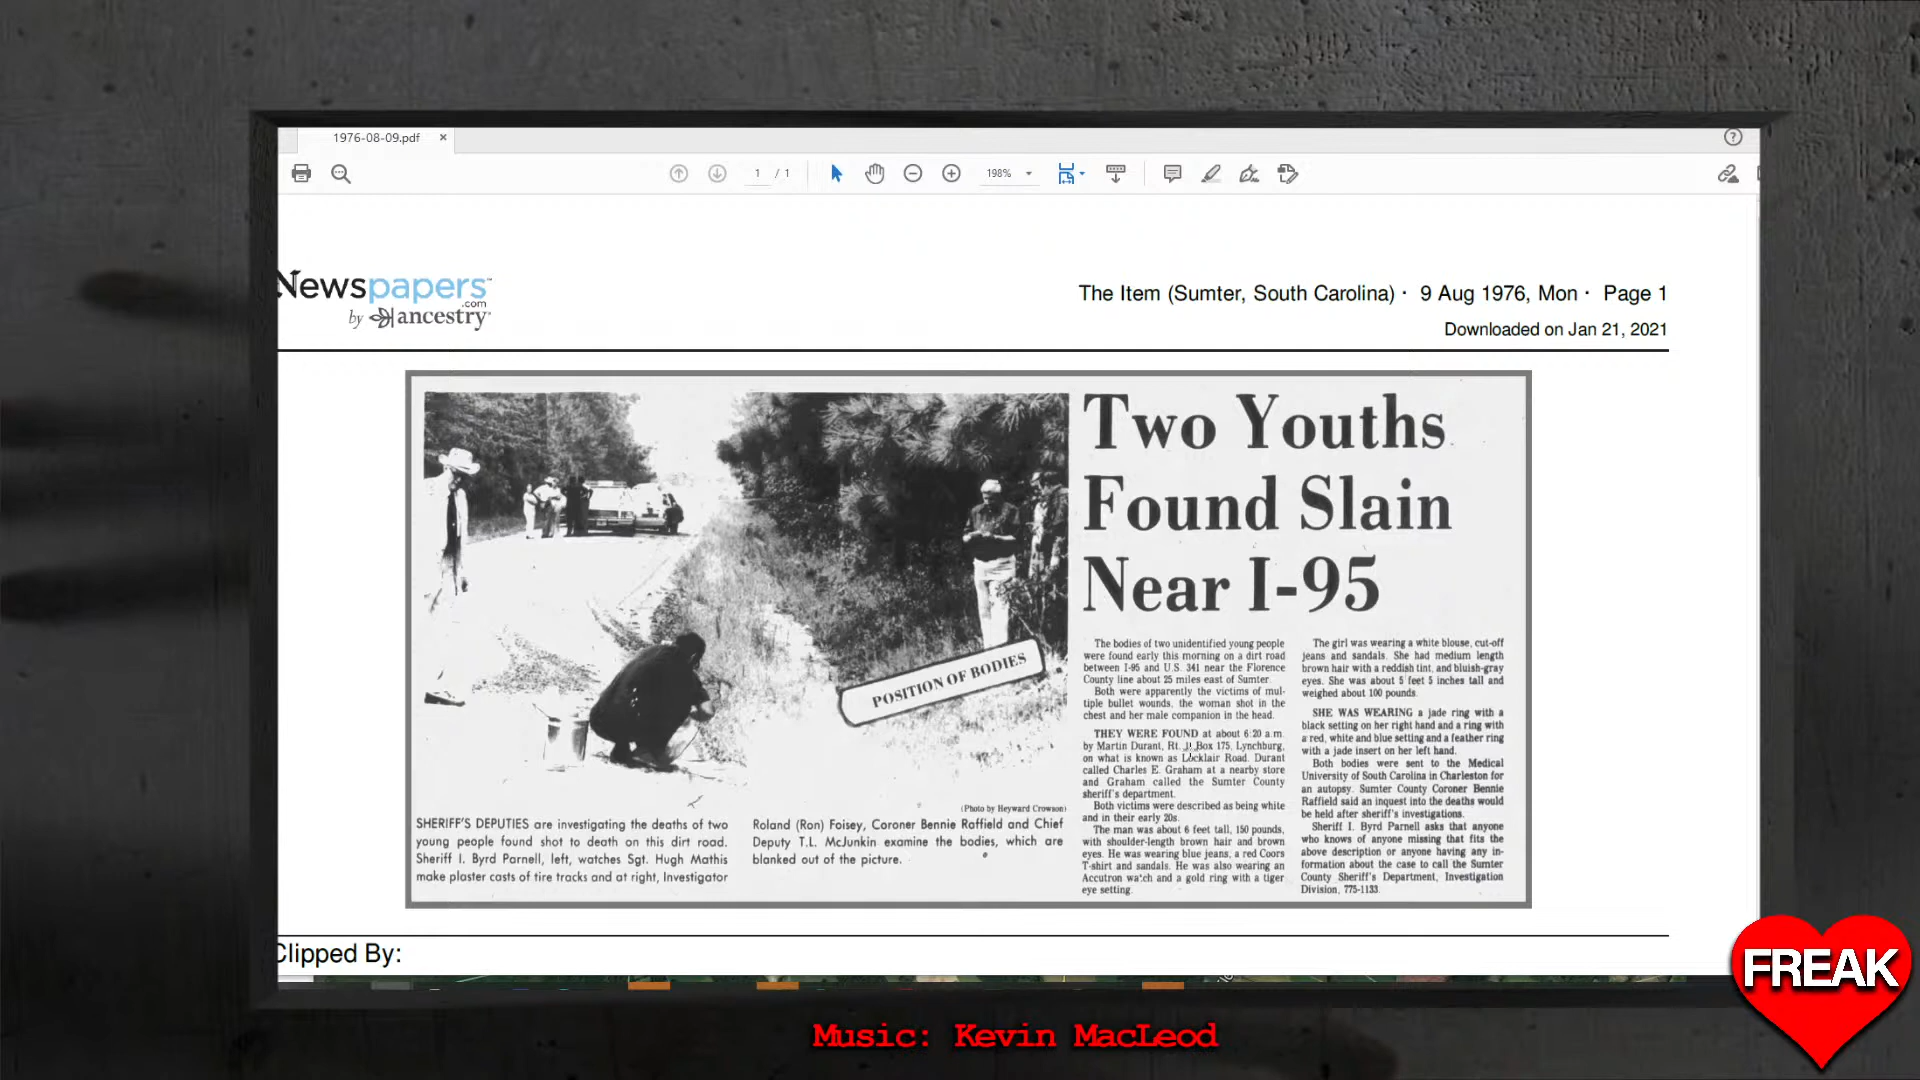 1976-08-09.pdf
1 / 1
198%
Newspapers™
.com
by ancestry®
The Item (Sumter, South Carolina) · 9 Aug 1976, Mon · Page 1
Downloaded on Jan 21, 2021
POSITION OF BODIES
(Photo by Heyward Crowson)
SHERIFF'S DEPUTIES are investigating the deaths of two
young people found shot to death on this dirt road.
Sheriff I. Byrd Parnell, left, watches Sgt. Hugh Mathis
make plaster casts of tire tracks and at right, Investigator
Roland (Ron) Foisey, Coroner Bennie Raffield and Chief
Deputy T.L. McJunkin examine the bodies, which are
blanked out of the picture.
Two Youths
Found Slain
Near I-95
The bodies of two unidentified young people
were found early this morning on a dirt road
between I-95 and U.S. 341 near the Florence
County line about 25 miles east of Sumter.
Both were apparently the victims of mul-
tiple bullet wounds, the woman shot in the
chest and her male companion in the head.
THEY WERE FOUND at about 6:20 a.m.
by Martin Durant, Rt. Box 175, Lynchburg,
on what is known as Locklair Road. Durant
called Charles E. Graham at a nearby store
and Graham called the Sumter County
sheriff's department.
Both victims were described as being white
and in their early 20s.
The man was about 6 feet tall, 150 pounds,
with shoulder-length brown hair and brown
eyes. He was wearing blue jeans, a red Coors
T-shirt and sandals. He was also wearing an
Accutron watch and a gold ring with a tiger
eye setting.
The girl was wearing a white blouse, cut-off
jeans and sandals. She had medium length
brown hair with a reddish tint, and bluish-gray
eyes. She was about 5 feet 5 inches tall and
weighed about 100 pounds.
SHE WAS WEARING a jade ring with a
black setting on her right hand and a ring with
a red, white and blue setting and a feather ring
with a jade insert on her left hand.
Both bodies were sent to the Medical
University of South Carolina in Charleston for
an autopsy. Sumter County Coroner Bennie
Raffield said an inquest into the deaths would
be held after sheriff's investigations.
Sheriff I. Byrd Parnell asks that anyone
who knows of anyone missing that fits the
above description or anyone having any in-
formation about the case to call the Sumter
County Sheriff's Department, Investigation
Division, 775-1133.
Clipped By:
FREAK
Music: Kevin MacLeod